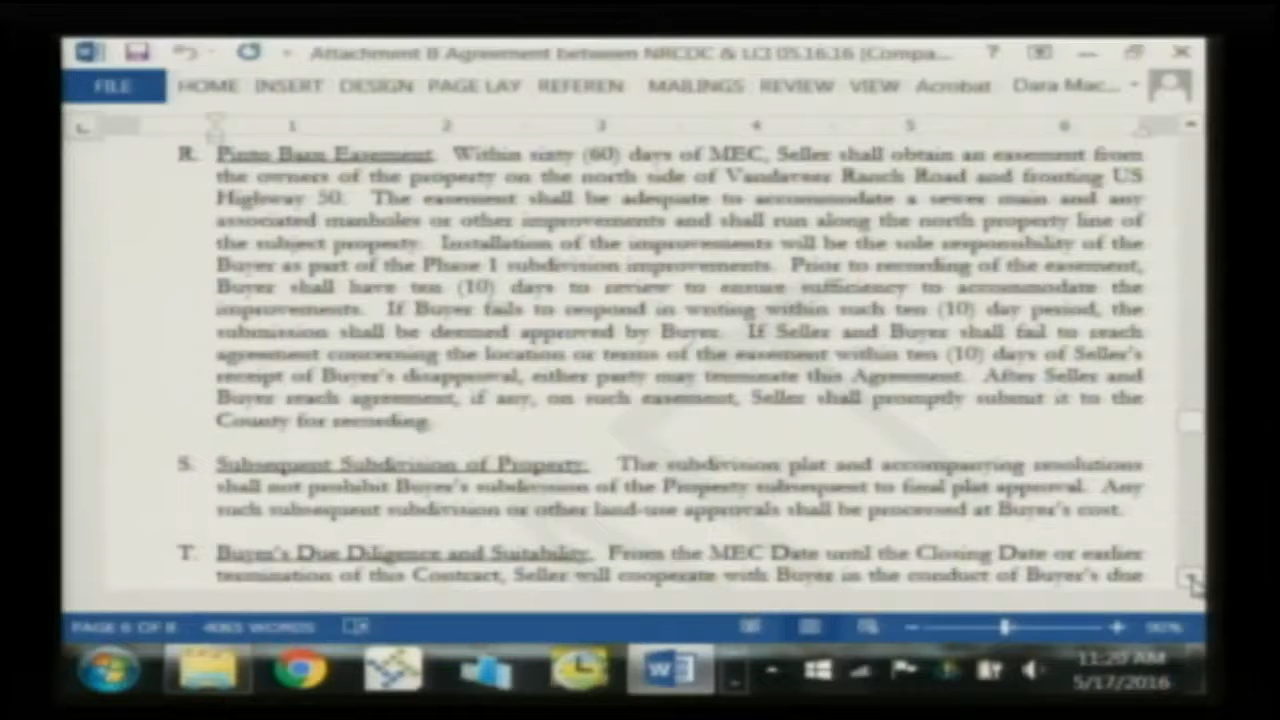 Attachment B Agreement between NRCDC & LCI 05.16.16 (Compa...
FILE HOME INSERT DESIGN PAGE LAY REFEREN MAILINGS REVIEW VIEW Acrobat Dara Mac...
1 2 3 4 5 6
R. Pinto Barn Easement. Within sixty (60) days of MEC, Seller shall obtain an easement from
the owners of the property on the north side of Vandaveer Ranch Road and fronting US
Highway 50. The easement shall be adequate to accommodate a sewer main and any
associated manholes or other improvements and shall run along the north property line of
the subject property. Installation of the improvements will be the sole responsibility of the
Buyer as part of the Phase 1 subdivision improvements. Prior to recording of the easement,
Buyer shall have ten (10) days to review to ensure sufficiency to accommodate the
improvements. If Buyer fails to respond in writing within such ten (10) day period, the
submission shall be deemed approved by Buyer. If Seller and Buyer shall fail to reach
agreement concerning the location or terms of the easement within ten (10) days of Seller's
receipt of Buyer's disapproval, either party may terminate this Agreement. After Seller and
Buyer reach agreement, if any, on such easement, Seller shall promptly submit it to the
County for recording.
S. Subsequent Subdivision of Property. The subdivision plat and accompanying resolutions
shall not prohibit Buyer's subdivision of the Property subsequent to final plat approval. Any
such subsequent subdivision or other land-use approvals shall be processed at Buyer's cost.
T. Buyer's Due Diligence and Suitability. From the MEC Date until the Closing Date or earlier
termination of this Contract, Seller will cooperate with Buyer in the conduct of Buyer's due
PAGE 6 OF 8 4083 WORDS 90%
11:20 AM
5/17/2016